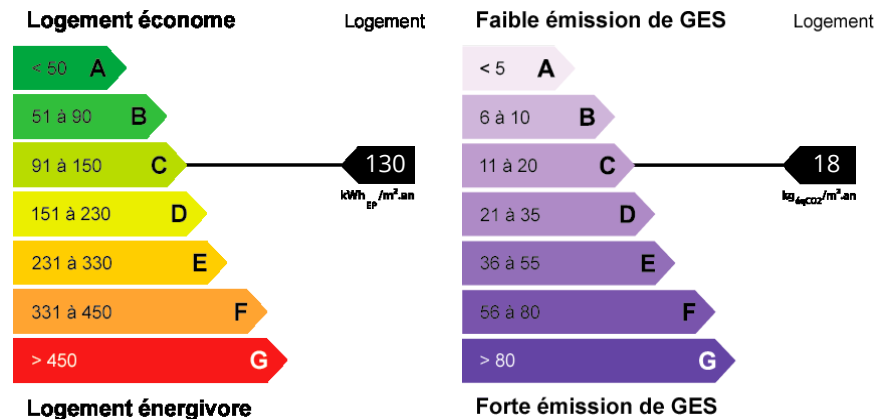 Logement économe Logement
< 50 A
51 à 90 B
91 à 150 C 130
kWhEP/m².an
151 à 230 D
231 à 330 E
331 à 450 F
> 450 G
Logement énergivore
Faible émission de GES Logement
< 5 A
6 à 10 B
11 à 20 C 18
kgéqCO2/m².an
21 à 35 D
36 à 55 E
56 à 80 F
> 80 G
Forte émission de GES